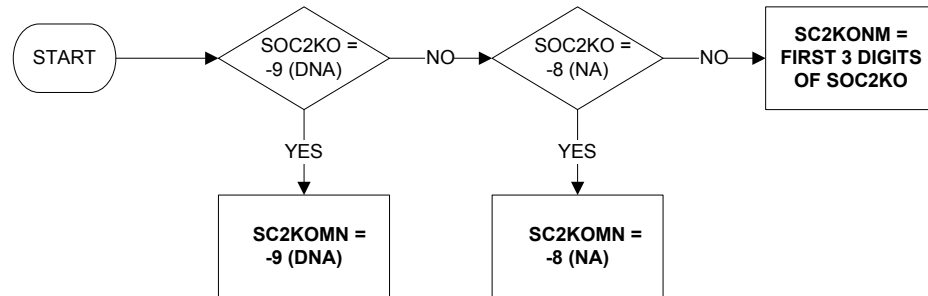 START
SOC2KO =
-9 (DNA)
NO
SOC2KO =
-8 (NA)
NO
SC2KONM =
FIRST 3 DIGITS
OF SOC2KO
YES
YES
SC2KOMN =
-9 (DNA)
SC2KOMN =
-8 (NA)